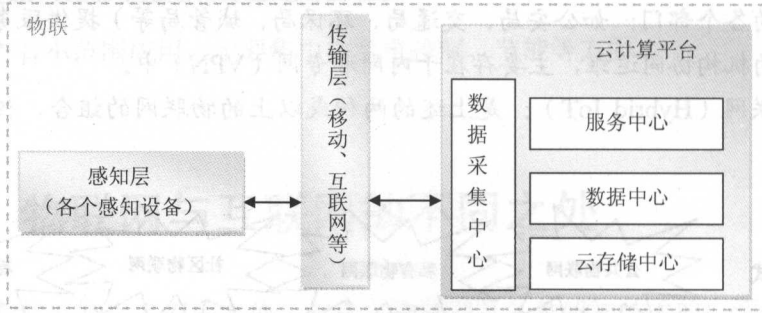 物联
传输层 移动、互联网等）
云计算平台
数据采集中心
服务中心
感知层
（各个感知设备）
数据中心
云存储中心